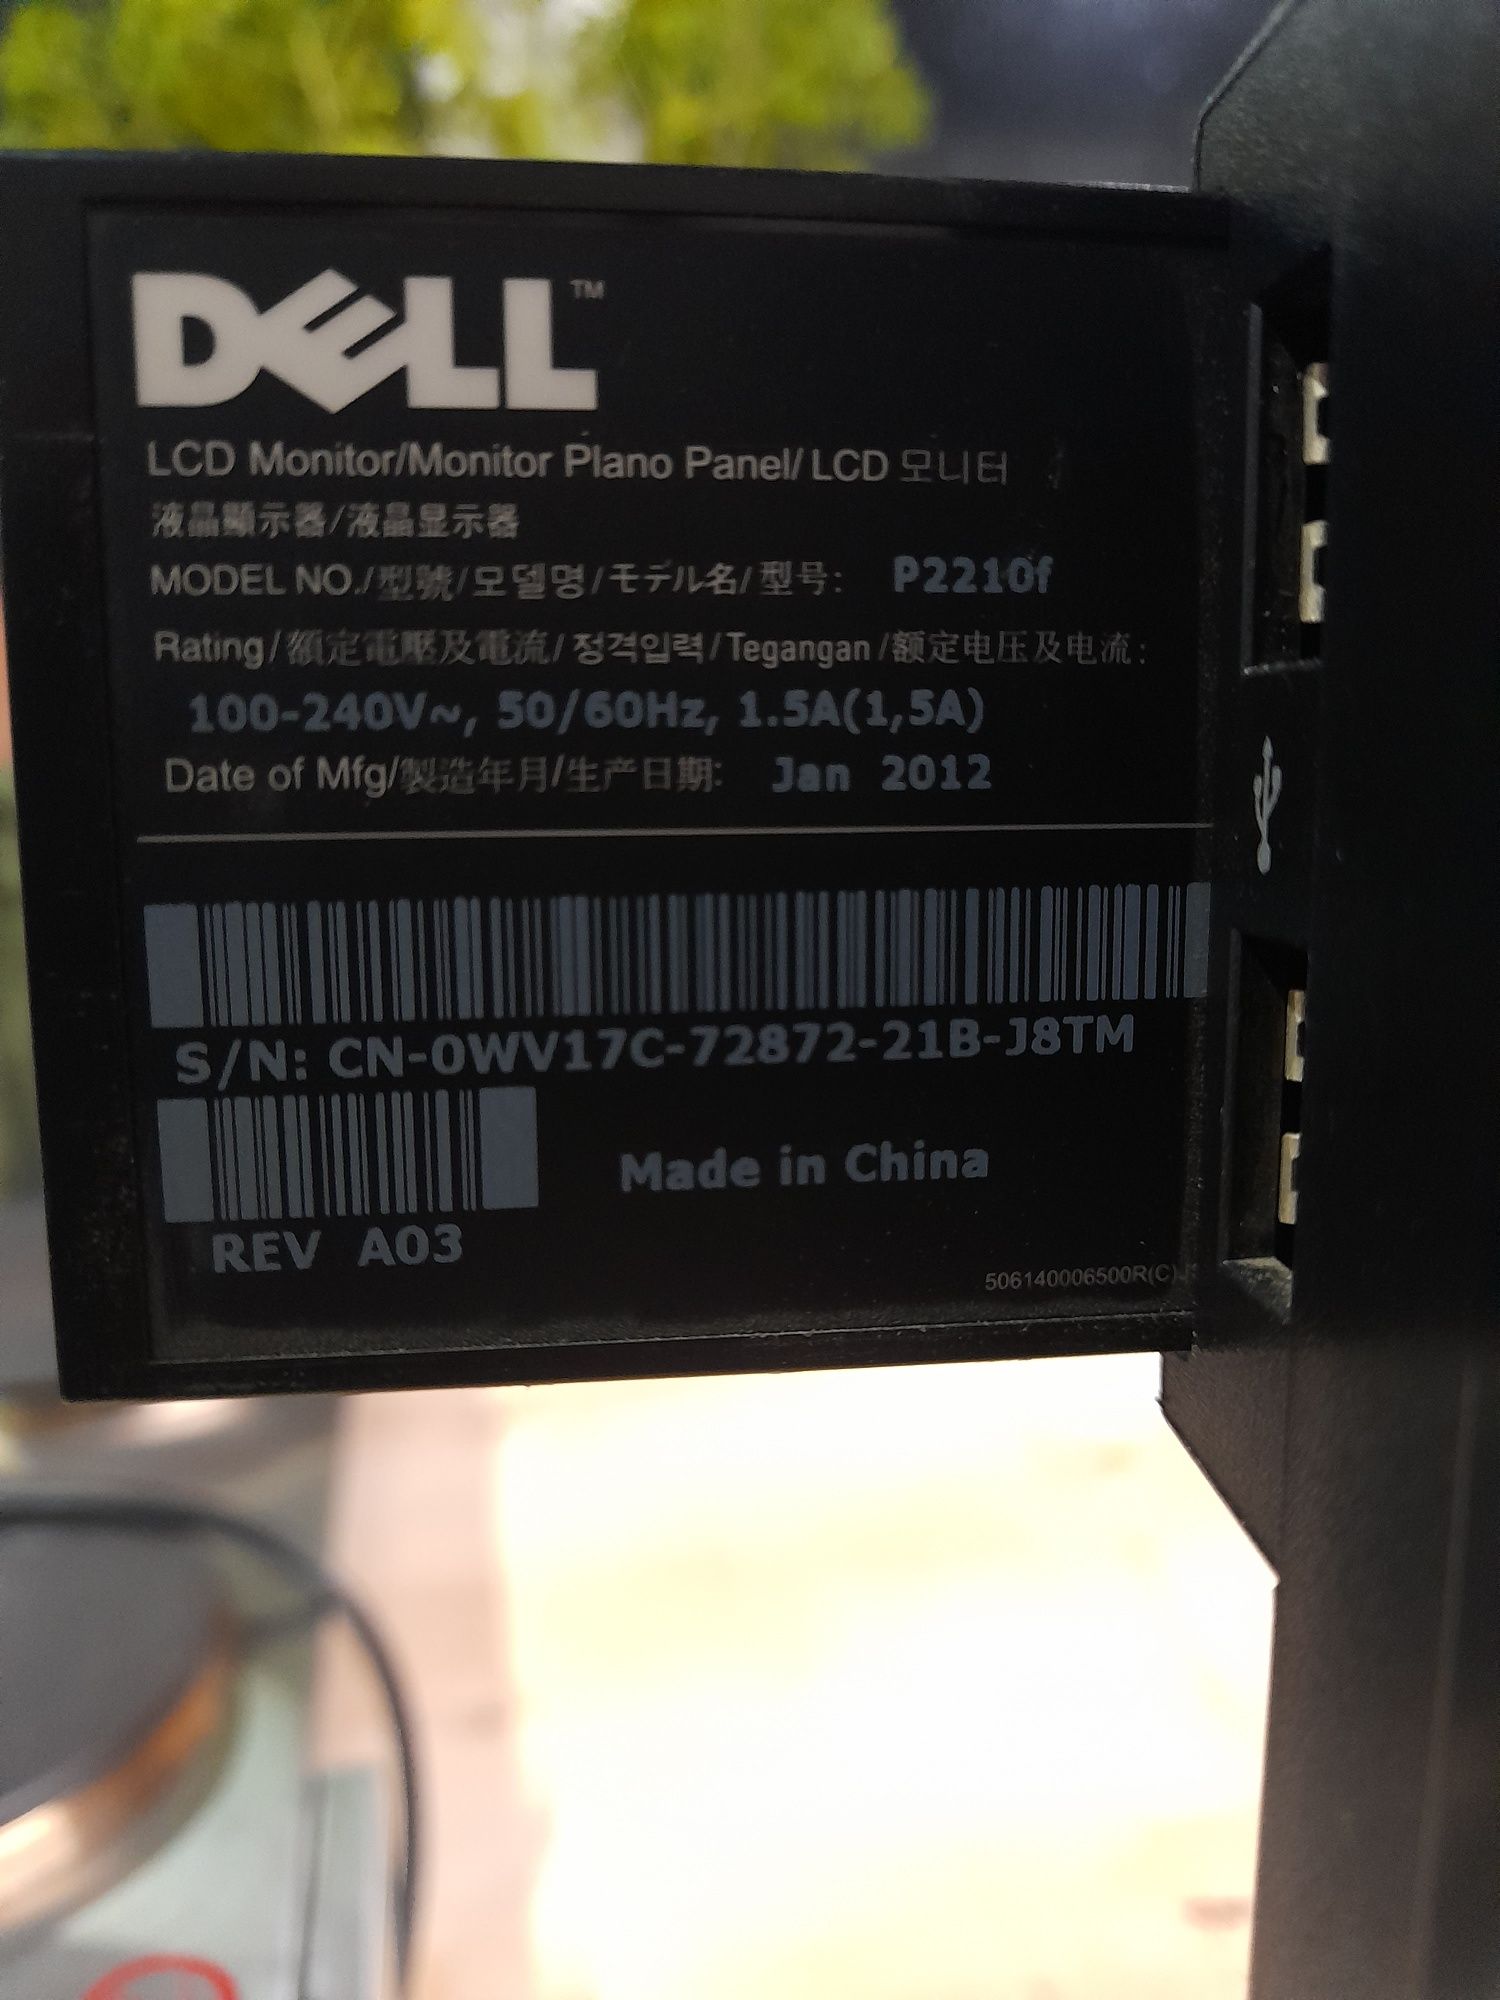 DELL™
LCD Monitor/Monitor Plano Panel/ LCD 모니터
液晶顯示器/液晶显示器
MODEL NO./型號/모델명/モデル名/型号: P2210f
Rating/額定電壓及電流/정격입력/Tegangan/额定电压及电流:
100-240V~, 50/60Hz, 1.5A(1,5A)
Date of Mfg/製造年月/生产日期: Jan 2012
S/N: CN-0WV17C-72872-21B-J8TM
Made in China
REV A03
506140006500R(C)